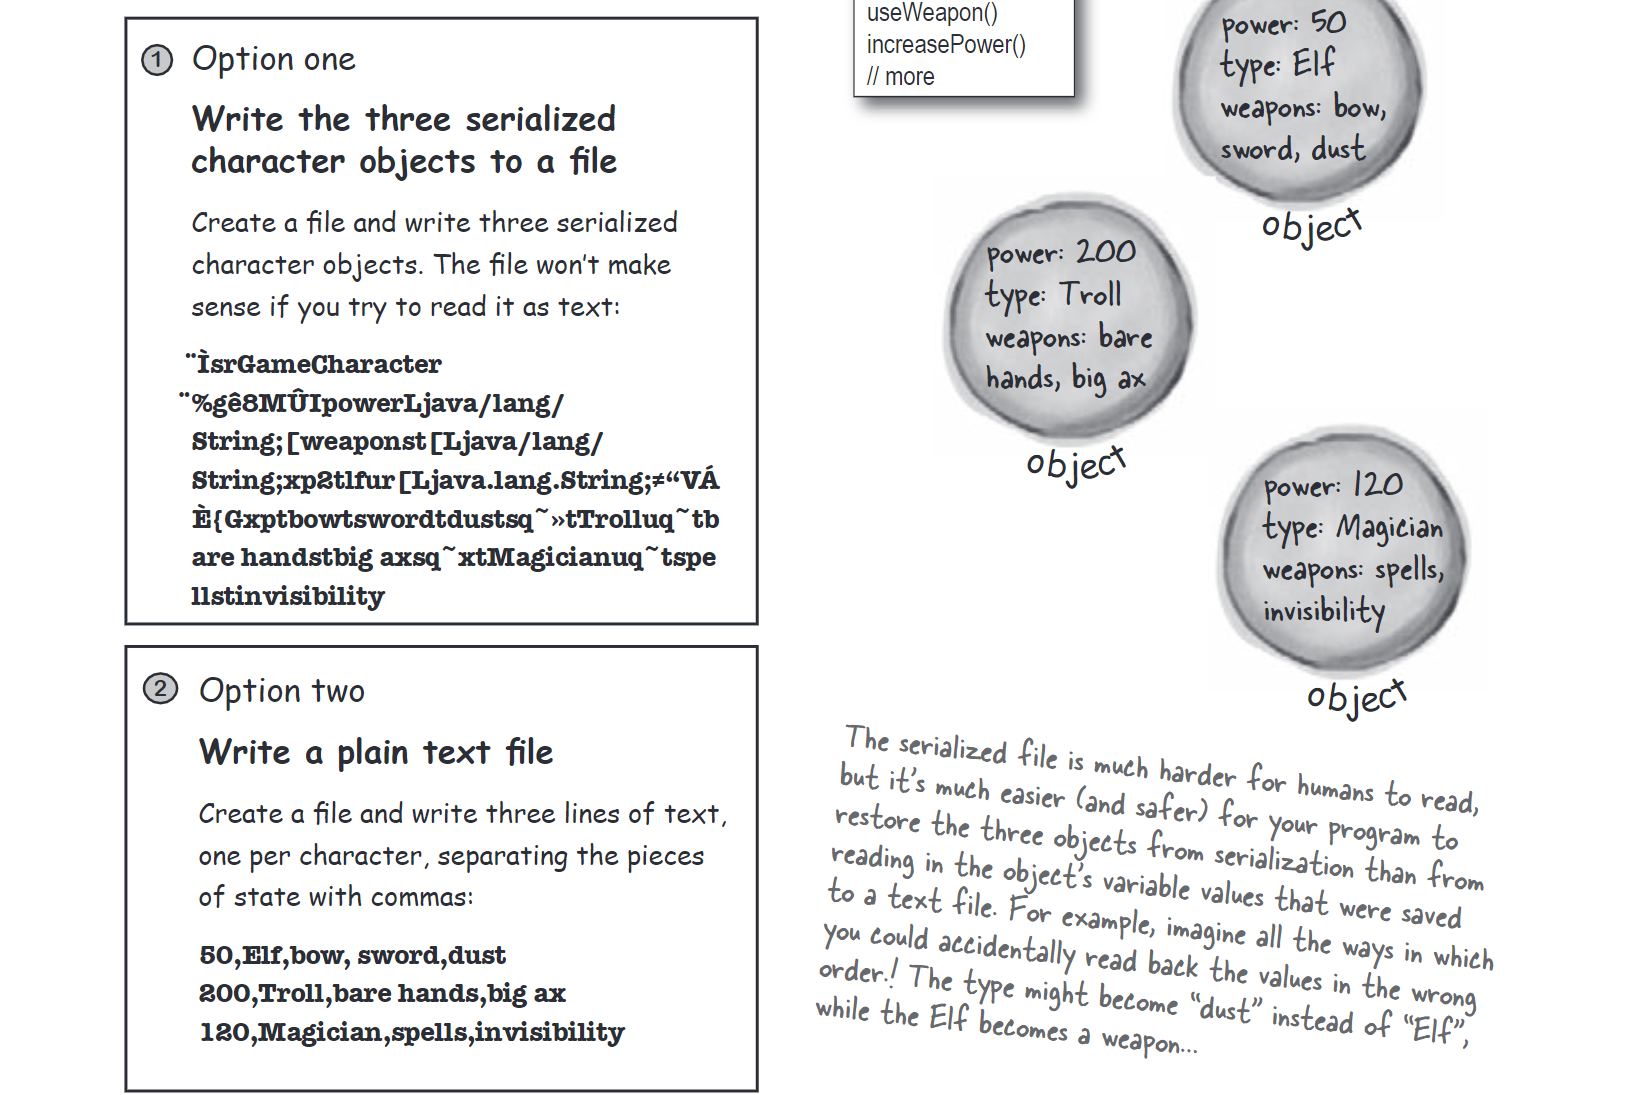 1 Option one
Write the three serialized
character objects to a file
Create a file and write three serialized
character objects. The file won't make
sense if you try to read it as text:
¨ÌsrGameCharacter
¨%gê8MÛIpowerLjava/lang/
String;[weaponst[Ljava/lang/
String;xp2tlfur[Ljava.lang.String;≠“VÁ
È{Gxptbowtswordtdustsq˜»tTrolluq˜tb
are handstbig axsq˜xtMagicianuq˜tspe
llstinvisibility
2 Option two
Write a plain text file
Create a file and write three lines of text,
one per character, separating the pieces
of state with commas:
50,Elf,bow, sword,dust
200,Troll,bare hands,big ax
120,Magician,spells,invisibility
useWeapon()
increasePower()
// more
power: 50
type: Elf
weapons: bow,
sword, dust
object
power: 200
type: Troll
weapons: bare
hands, big ax
object
power: 120
type: Magician
weapons: spells,
invisibility
object
The serialized file is much harder for humans to read,
but it's much easier (and safer) for your program to
restore the three objects from serialization than from
reading in the object's variable values that were saved
to a text file. For example, imagine all the ways in which
you could accidentally read back the values in the wrong
order.! The type might become “dust” instead of “Elf”,
while the Elf becomes a weapon...